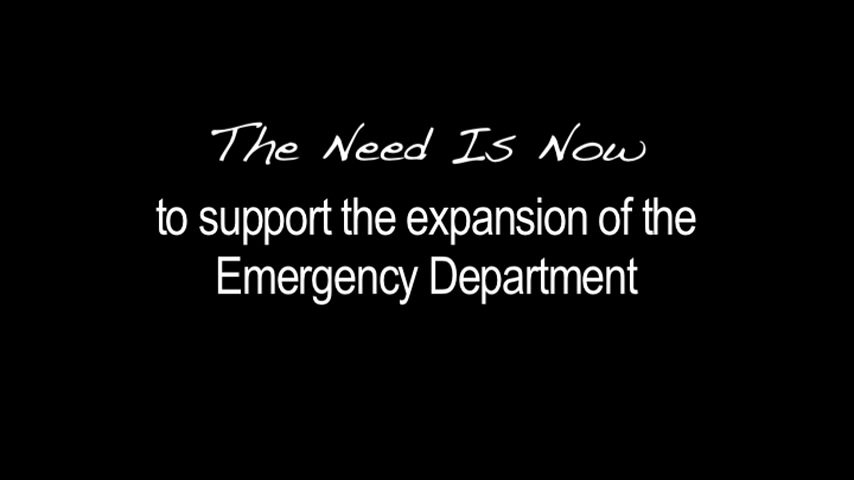 The Need Is Now
to support the expansion of the
Emergency Department